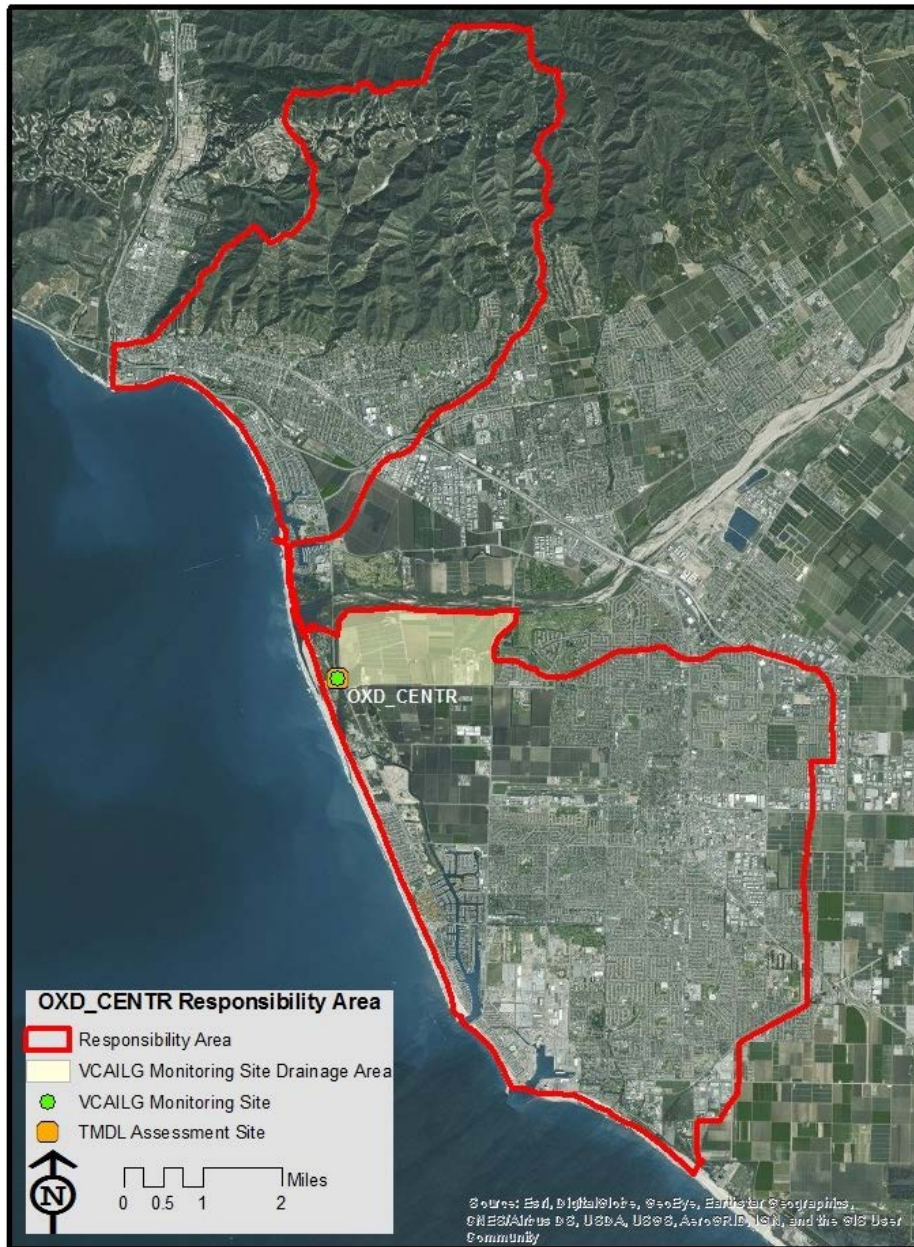 OXD_CENTR
OXD_CENTR Responsibility Area
Responsibility Area
VCAILG Monitoring Site Drainage Area
VCAILG Monitoring Site
TMDL Assessment Site
N
Miles
0 0.5 1 2
Source: Esri, DigitalGlobe, GeoEye, Earthstar Geographics,
CNES/Airbus DS, USDA, USGS, AeroGRID, IGN, and the GIS User
Community